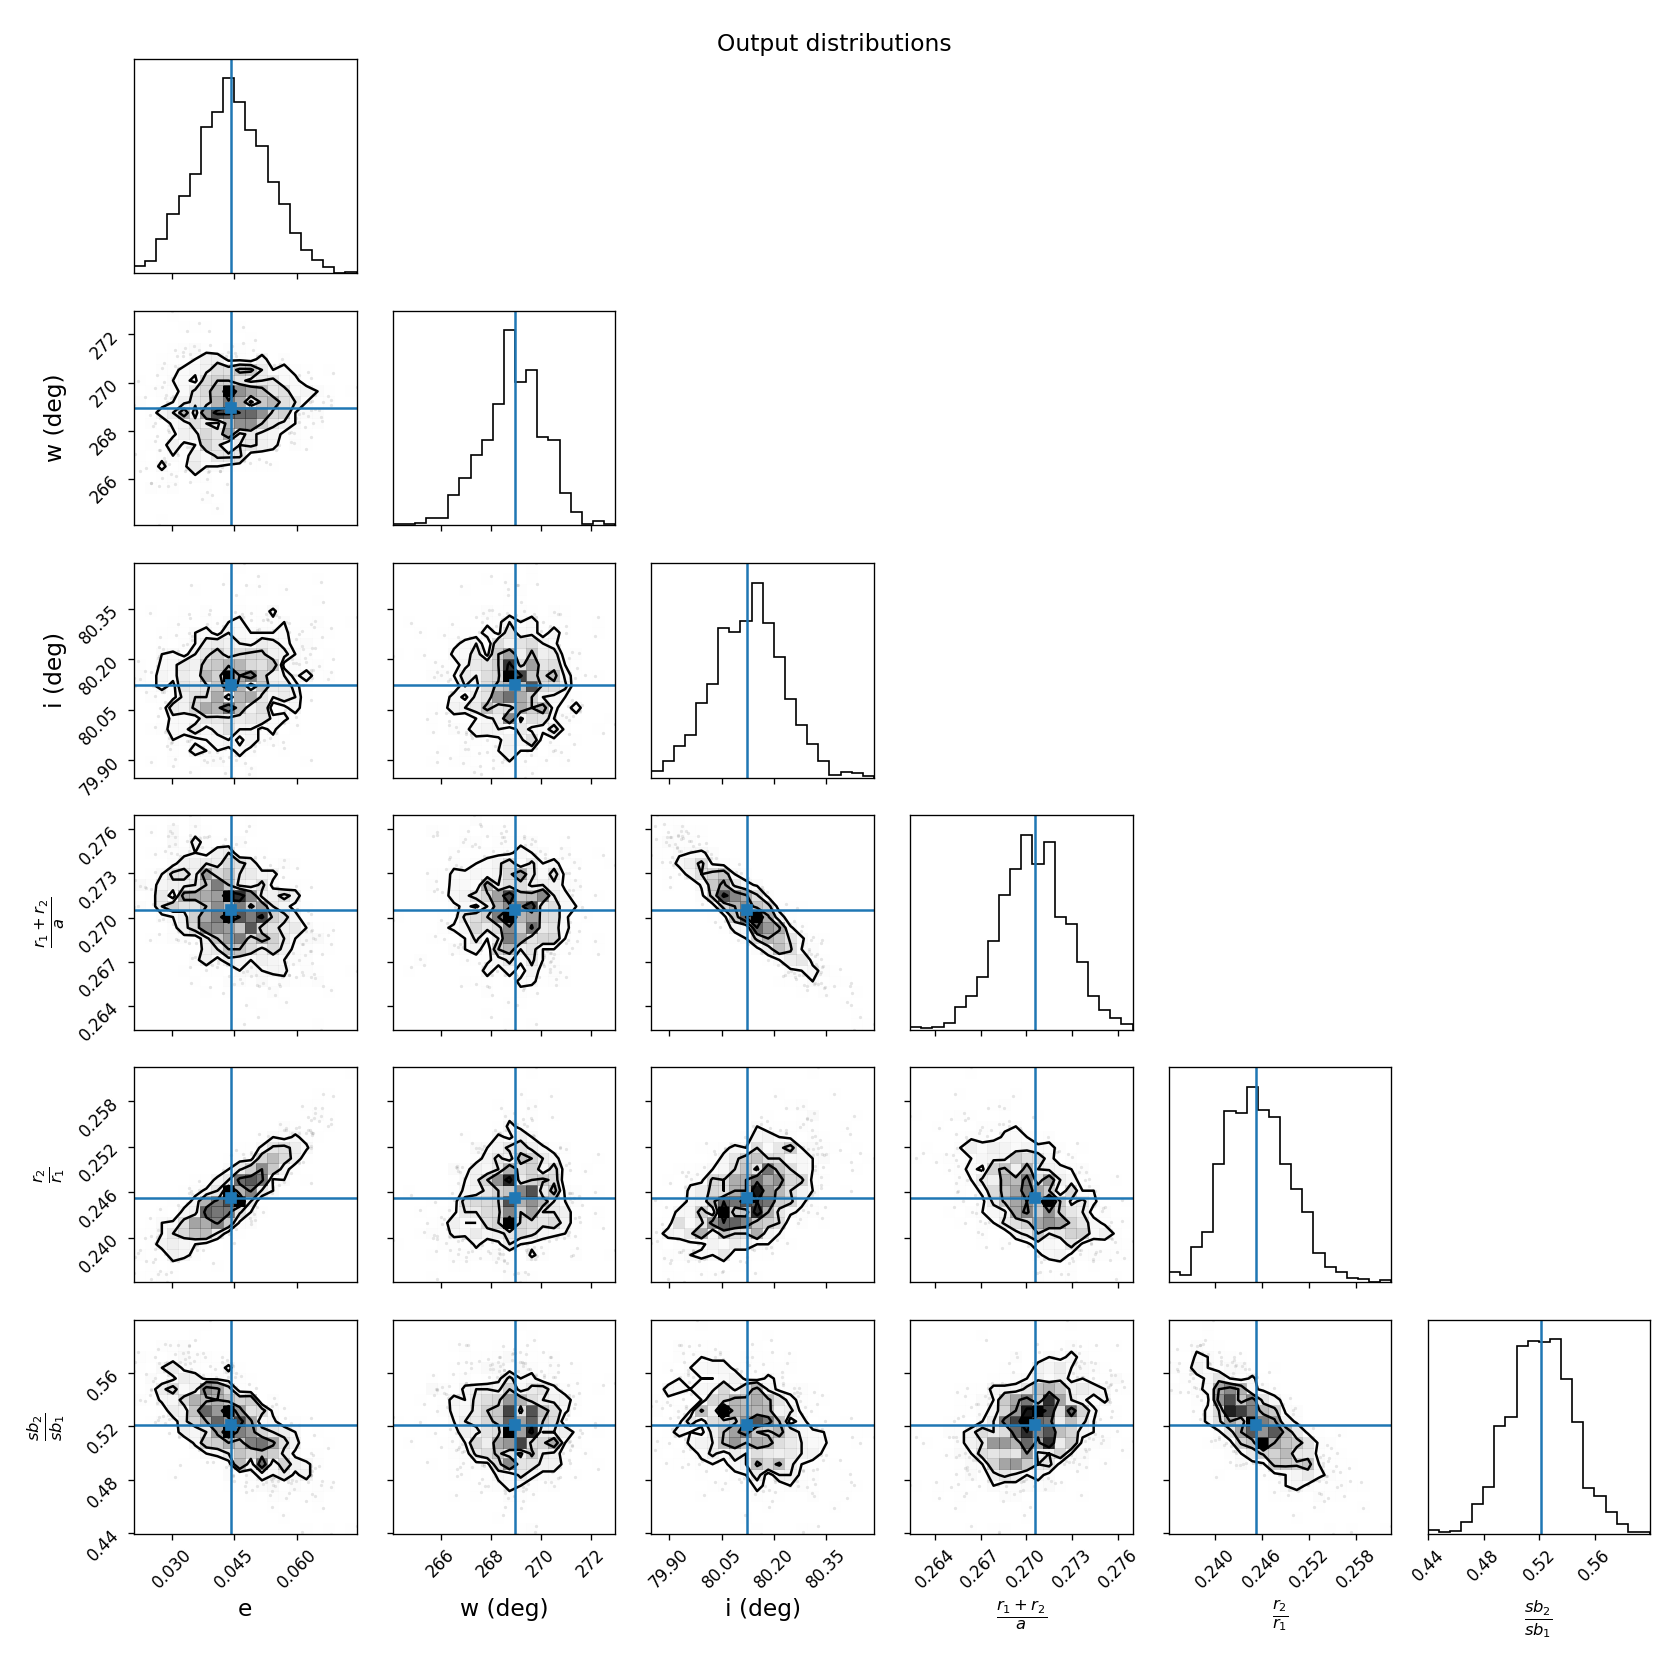 Output distributions
w (deg)
272
270
268
266
i (deg)
80.35
80.20
80.05
79.90
r₁ + r₂
a
0.276
0.273
0.270
0.267
0.264
r₂
r₁
0.258
0.252
0.246
0.240
sb₂
sb₁
0.56
0.52
0.48
0.44
0.030 0.045 0.060 266 268 270 272 79.90 80.05 80.20 80.35 0.264 0.267 0.270 0.273 0.276 0.240 0.246 0.252 0.258 0.44 0.48 0.52 0.56
e w (deg) i (deg) r₁ + r₂ / a r₂ / r₁ sb₂ / sb₁